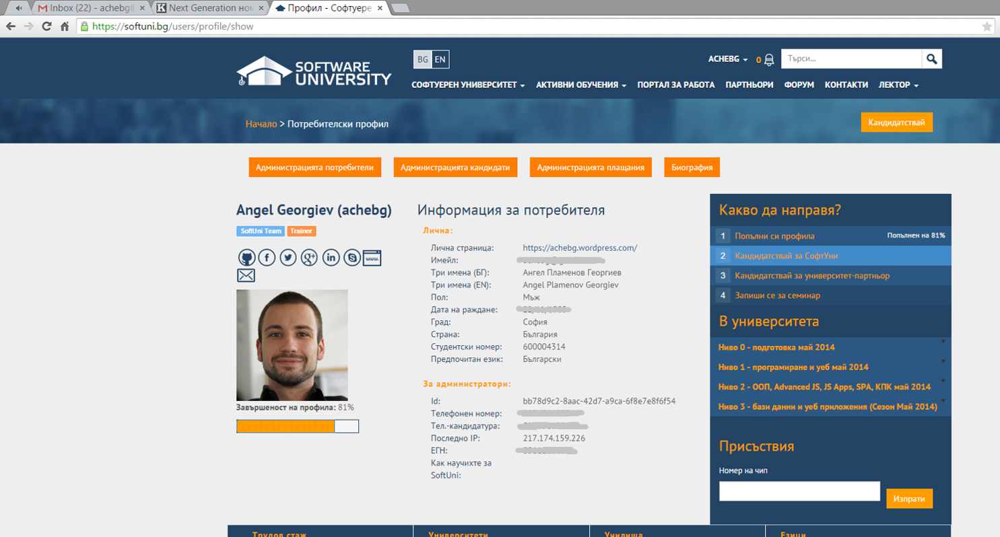 Inbox (22) - achebg@
Next Generation ном
Профил - Софтуере
https://softuni.bg/users/profile/show
SOFTWARE
UNIVERSITY
BG EN
ACHEBG
0
Търси...
СОФТУЕРЕН УНИВЕРСИТЕТ
АКТИВНИ ОБУЧЕНИЯ
ПОРТАЛ ЗА РАБОТА
ПАРТНЬОРИ
ФОРУМ
КОНТАКТИ
ЛЕКТОР
Начало > Потребителски профил
Кандидатствай
Администрацията потребители
Администрацията кандидати
Администрацията плащания
Биография
Angel Georgiev (achebg)
SoftUni Team
Trainer
www.
Завършеност на профила: 81%
Информация за потребителя
Лична:
Лична страница: https://achebg.wordpress.com/
Имейл:
Три имена (БГ): Ангел Пламенов Георгиев
Три имена (EN): Angel Plamenov Georgiev
Пол: Мъж
Дата на раждане:
Град: София
Страна: България
Студентски номер: 600004314
Предпочитан език: Български
За администратори:
Id: bb78d9c2-8aac-42d7-a9ca-6f8e7e8f6f54
Телефонен номер:
Тел.-кандидатура:
Последно IP: 217.174.159.226
ЕГН:
Как научихте за
SoftUni:
Какво да направя?
1 Попълни си профила Попълнен на 81%
2 Кандидатствай за СофтУни
3 Кандидатствай за университет-партньор
4 Запиши се за семинар
В университета
Ниво 0 - подготовка май 2014
Ниво 1 - програмиране и уеб май 2014
Ниво 2 - ООП, Advanced JS, JS Apps, SPA, КПК май 2014
Ниво 3 - бази данни и уеб приложения (Сезон Май 2014)
Присъствия
Номер на чип
Изпрати
Трудов стаж
Университети
Училища
Езици